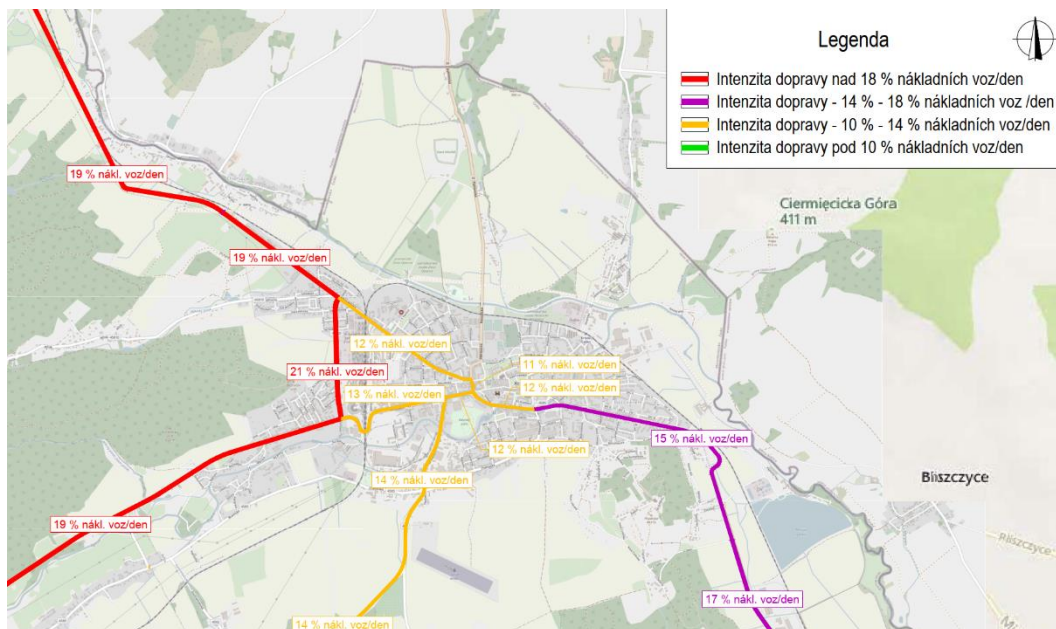 Legenda
Intenzita dopravy nad 18 % nákladních voz/den
Intenzita dopravy - 14 % - 18 % nákladních voz /den
Intenzita dopravy - 10 % - 14 % nákladních voz/den
Intenzita dopravy pod 10 % nákladních voz/den
19 % nákl. voz/den
Ciermięcicka Góra
411 m
19 % nákl. voz/den
12 % nákl. voz/den
11 % nákl. voz/den
21 % nákl. voz/den
12 % nákl. voz/den
13 % nákl. voz/den
15 % nákl. voz/den
12 % nákl. voz/den
14 % nákl. voz/den
Bliszczyce
19 % nákl. voz/den
Bliszczyce
17 % nákl. voz/den
14 % nákl. voz/den